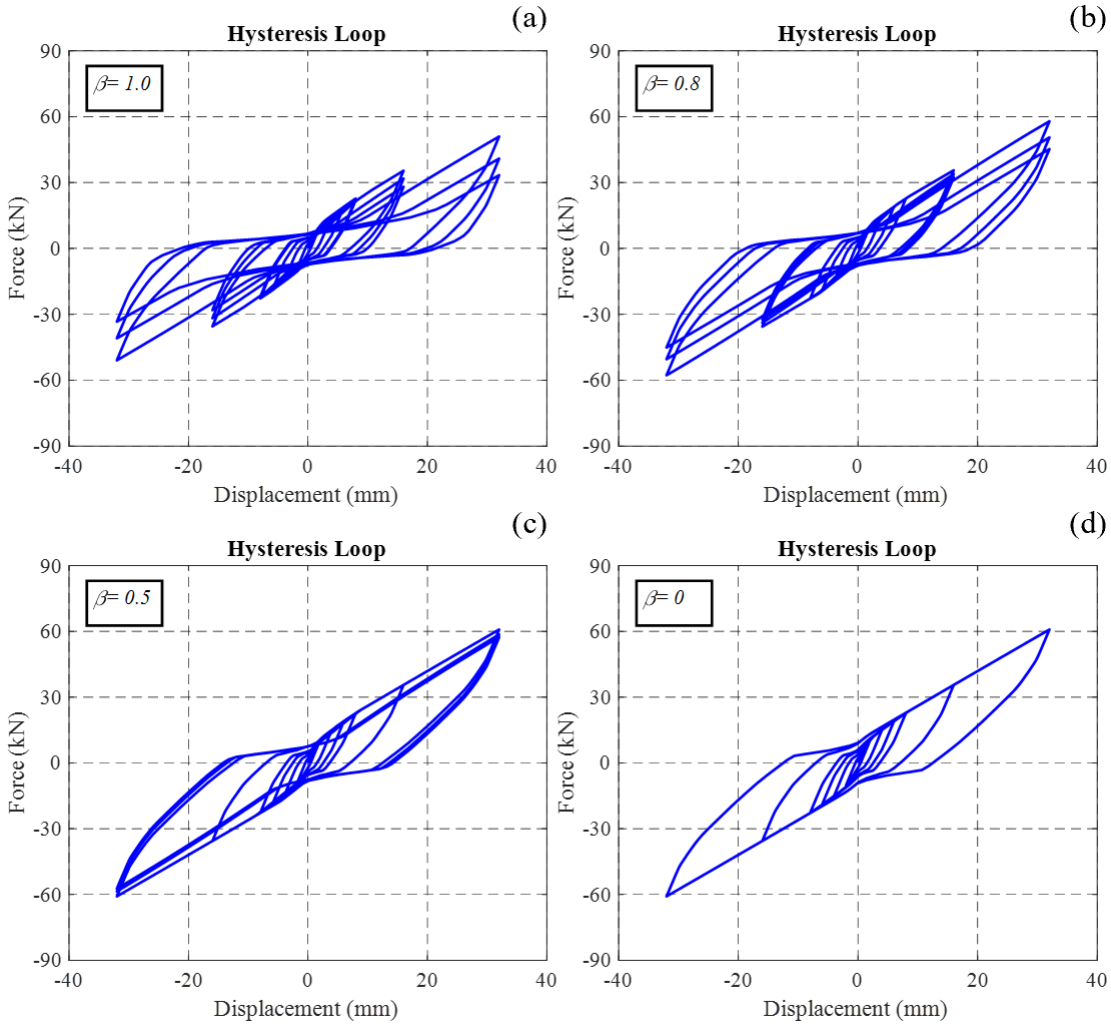 (a)
Hysteresis Loop
β= 1.0
90
60
30
0
-30
-60
-90
Force (kN)
-40 -20 0 20 40
Displacement (mm)
(b)
Hysteresis Loop
β= 0.8
90
60
30
0
-30
-60
-90
Force (kN)
-40 -20 0 20 40
Displacement (mm)
(c)
Hysteresis Loop
β= 0.5
90
60
30
0
-30
-60
-90
Force (kN)
-40 -20 0 20 40
Displacement (mm)
(d)
Hysteresis Loop
β= 0
90
60
30
0
-30
-60
-90
Force (kN)
-40 -20 0 20 40
Displacement (mm)